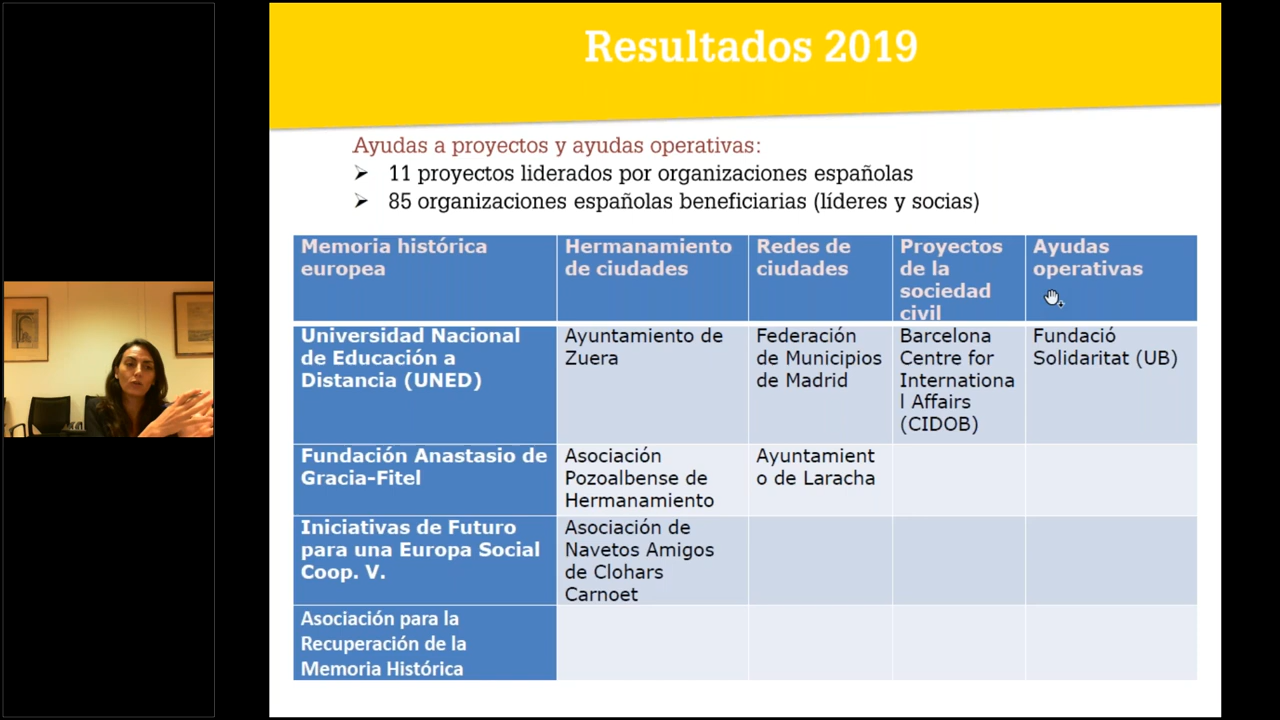 Resultados 2019
Ayudas a proyectos y ayudas operativas:
11 proyectos liderados por organizaciones españolas
85 organizaciones españolas beneficiarias (líderes y socias)
Memoria histórica
europea
Hermanamiento
de ciudades
Redes de
ciudades
Proyectos
de la
sociedad
civil
Ayudas
operativas
Universidad Nacional
de Educación a
Distancia (UNED)
Ayuntamiento de
Zuera
Federación
de Municipios
de Madrid
Barcelona
Centre for
Internationa
l Affairs
(CIDOB)
Fundació
Solidaritat (UB)
Fundación Anastasio de
Gracia-Fitel
Asociación
Pozoalbense de
Hermanamiento
Ayuntamient
o de Laracha
Iniciativas de Futuro
para una Europa Social
Coop. V.
Asociación de
Navetos Amigos
de Clohars
Carnoet
Asociación para la
Recuperación de la
Memoria Histórica